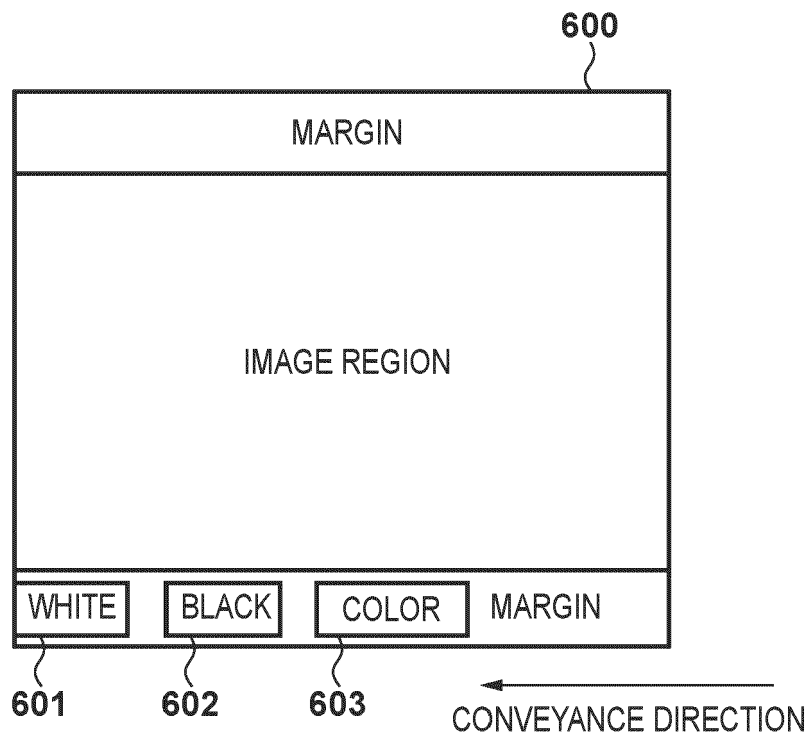 600
MARGIN
IMAGE REGION
WHITE BLACK COLOR MARGIN
601 602 603
CONVEYANCE DIRECTION